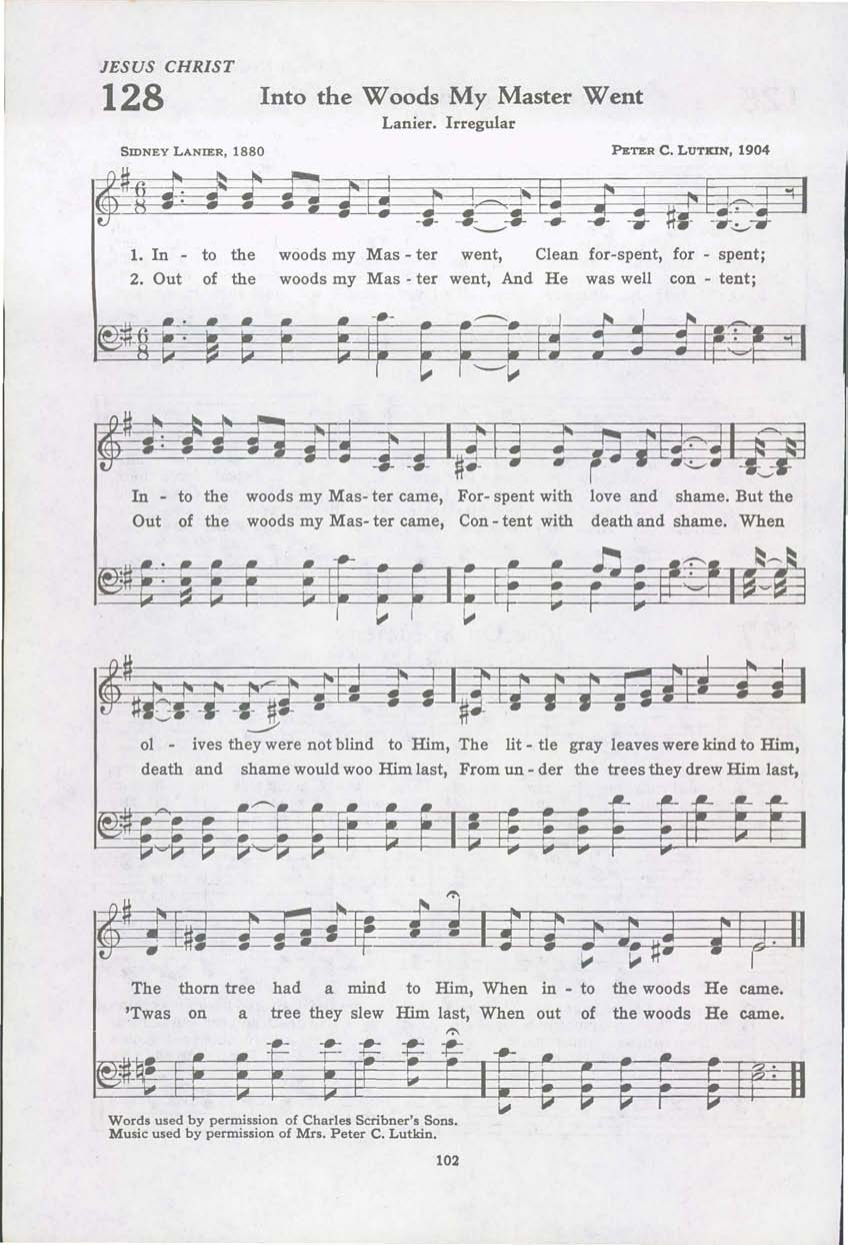 JESUS CHRIST
128 Into the Woods My Master Went
Lanier. Irregular
SIDNEY LANIER, 1880 PETER C. LUTKIN, 1904
6 8
1. In - to the woods my Mas - ter went, Clean for-spent, for - spent;
2. Out of the woods my Mas - ter went, And He was well con - tent;
6 8
In - to the woods my Mas- ter came, For- spent with love and shame. But the
Out of the woods my Mas- ter came, Con - tent with death and shame. When
ol - ives they were not blind to Him, The lit - tle gray leaves were kind to Him,
death and shame would woo Him last, From un - der the trees they drew Him last,
The thorn tree had a mind to Him, When in - to the woods He came.
'Twas on a tree they slew Him last, When out of the woods He came.
Words used by permission of Charles Scribner's Sons.
Music used by permission of Mrs. Peter C. Lutkin.
102